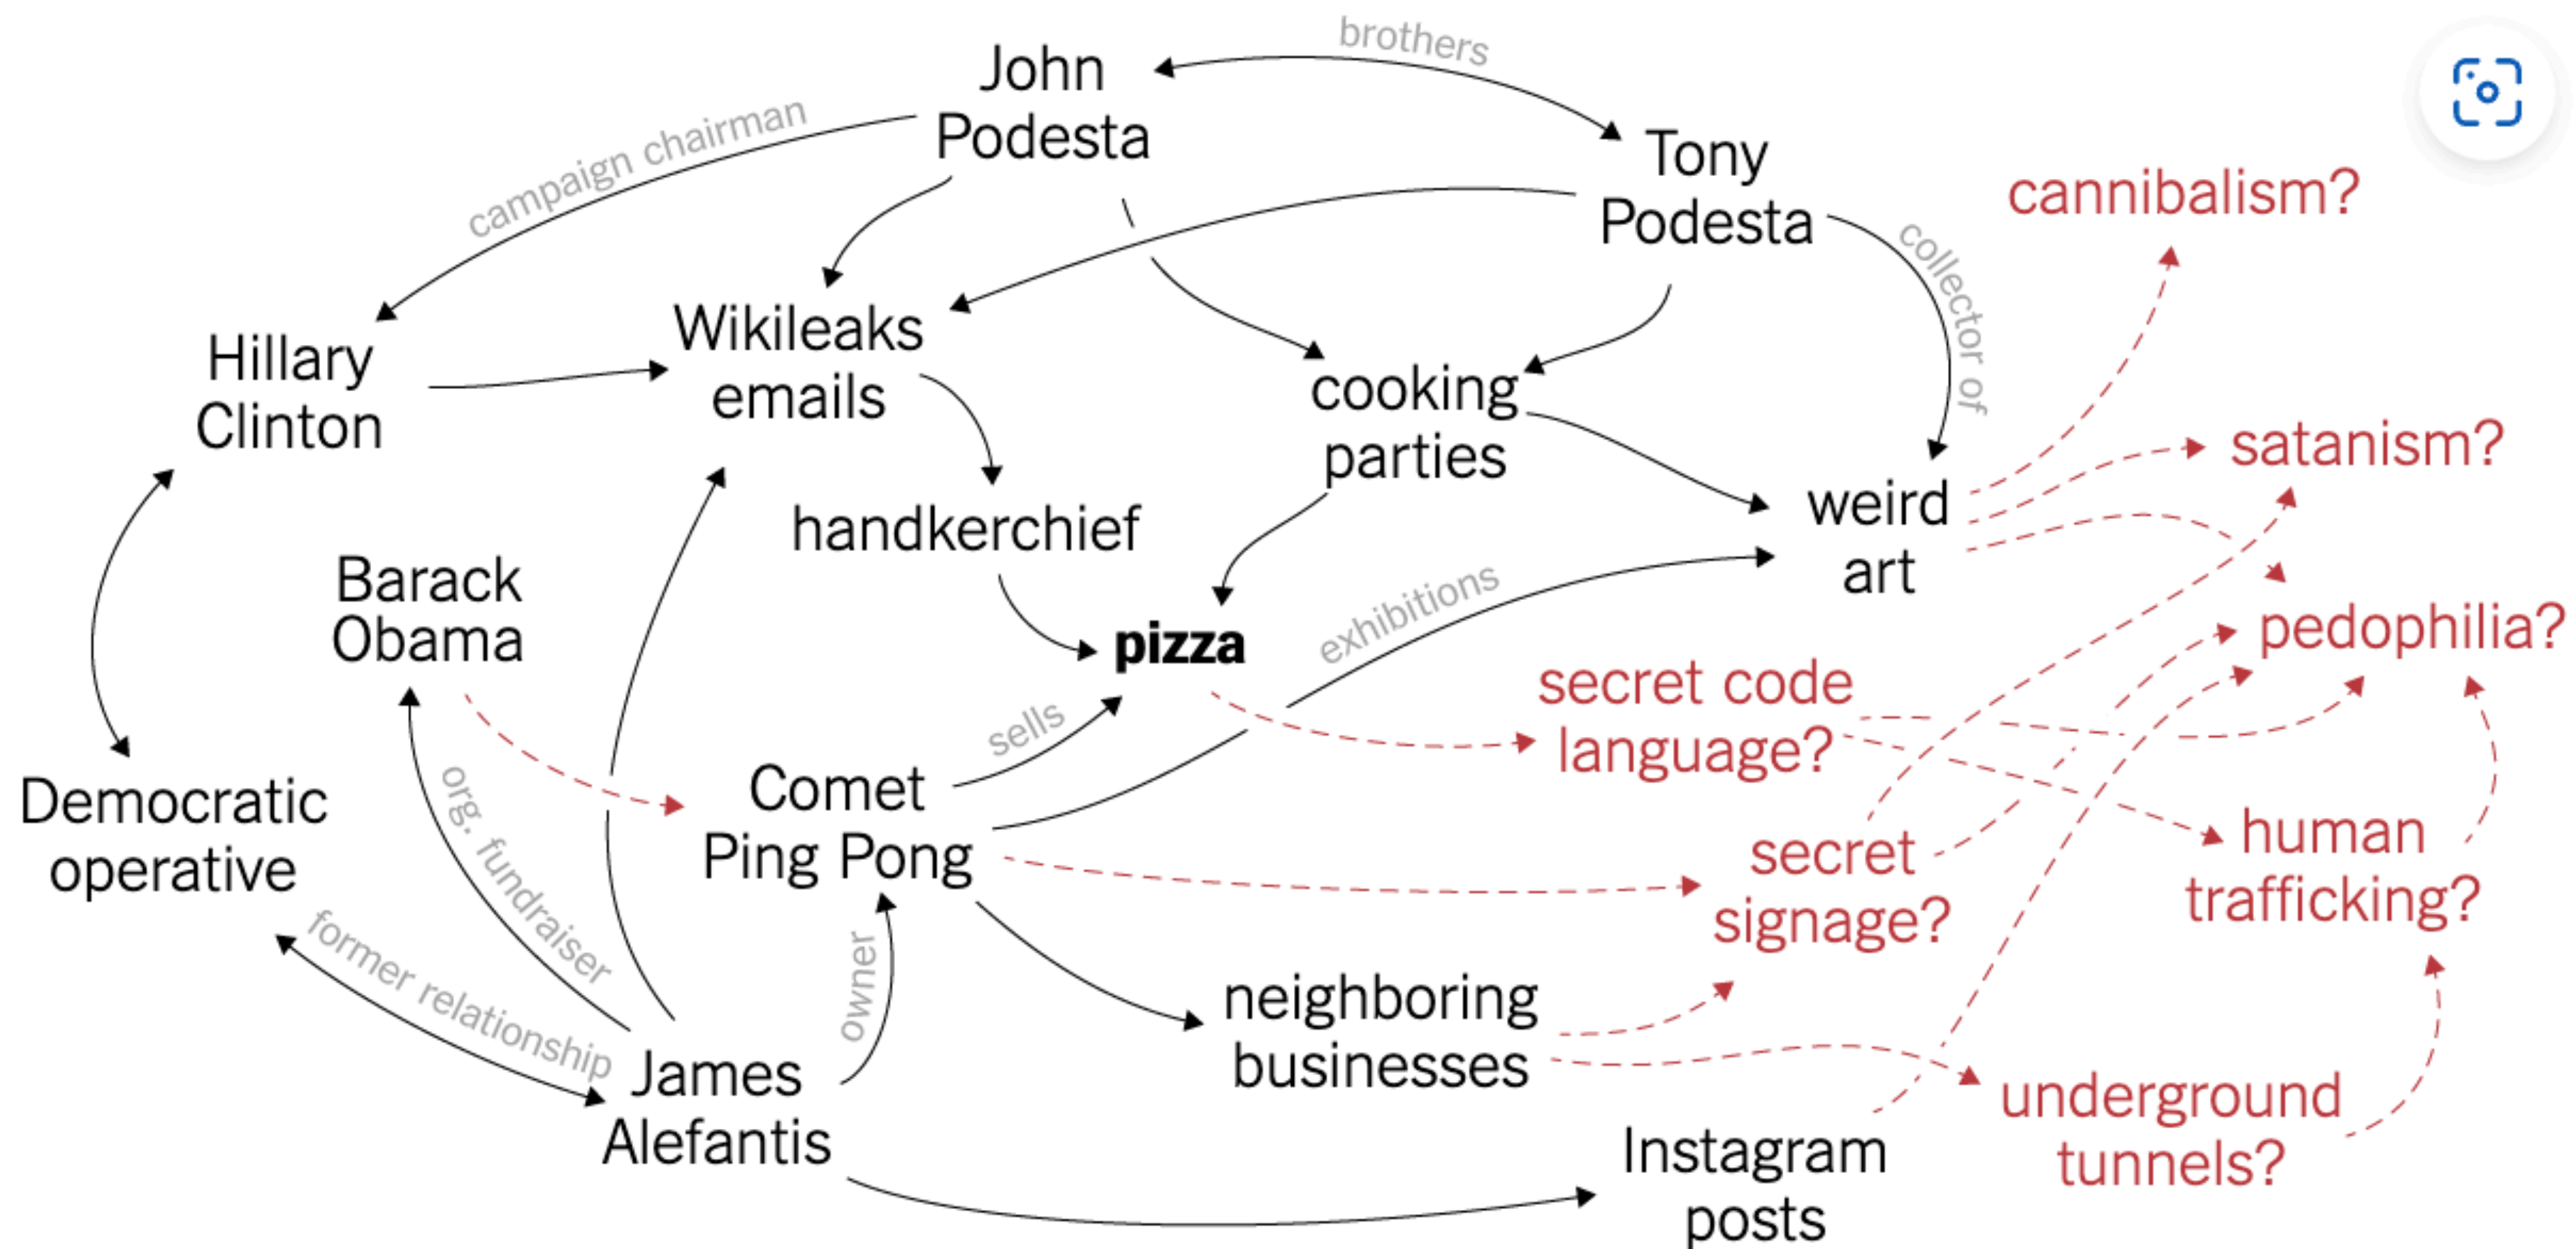 brothers
John
Podesta
campaign chairman
Tony
Podesta
cannibalism?
collector of
Wikileaks
emails
Hillary
Clinton
cooking
parties
satanism?
handkerchief
weird
art
Barack
Obama
exhibitions
pizza
pedophilia?
secret code
language?
sells
Comet
Ping Pong
Democratic
operative
org. fundraiser
human
trafficking?
secret
signage?
former relationship
owner
neighboring
businesses
James
Alefantis
underground
tunnels?
Instagram
posts